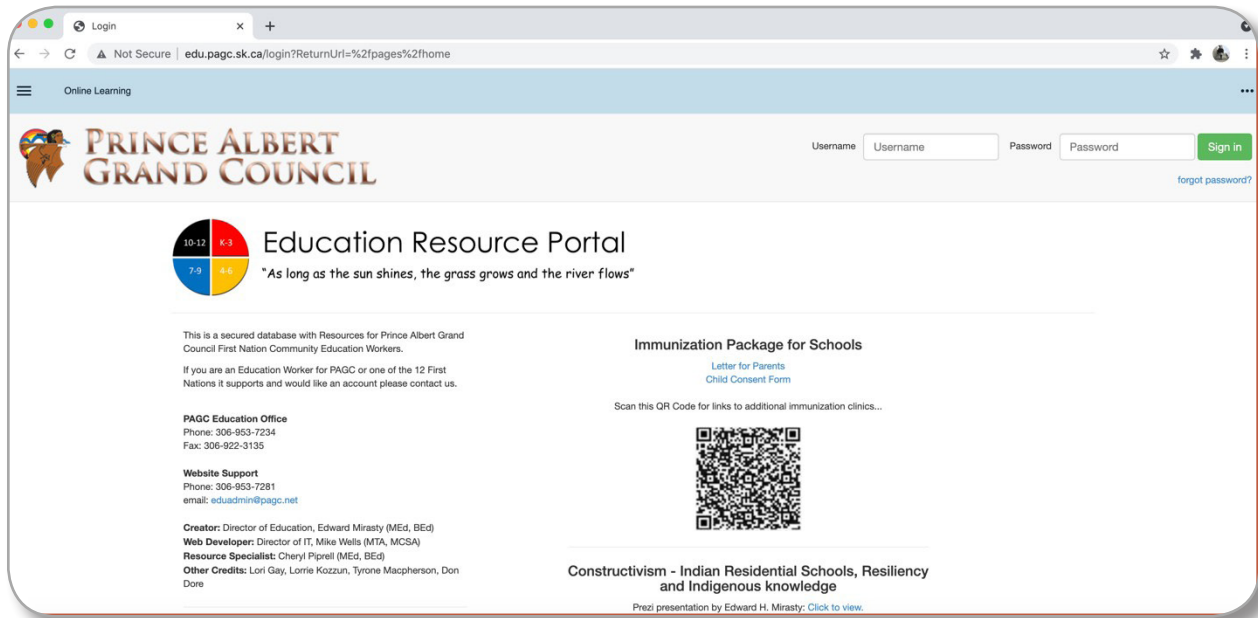 Login
Not Secure
edu.pagc.sk.ca/login?ReturnUrl=%2fpages%2fhome
Online Learning
PRINCE ALBERT
GRAND COUNCIL
Username Username Password Password Sign in
forgot password?
10-12 K-3
7-9 4-6
Education Resource Portal
"As long as the sun shines, the grass grows and the river flows"
This is a secured database with Resources for Prince Albert Grand
Council First Nation Community Education Workers.
If you are an Education Worker for PAGC or one of the 12 First
Nations it supports and would like an account please contact us.
PAGC Education Office
Phone: 306-953-7234
Fax: 306-922-3135
Website Support
Phone: 306-953-7281
email: eduadmin@pagc.net
Creator: Director of Education, Edward Mirasty (MEd, BEd)
Web Developer: Director of IT, Mike Wells (MTA, MCSA)
Resource Specialist: Cheryl Piprell (MEd, BEd)
Other Credits: Lori Gay, Lorrie Kozzun, Tyrone Macpherson, Don
Dore
Immunization Package for Schools
Letter for Parents
Child Consent Form
Scan this QR Code for links to additional immunization clinics...
Constructivism - Indian Residential Schools, Resiliency
and Indigenous knowledge
Prezi presentation by Edward H. Mirasty: Click to view.